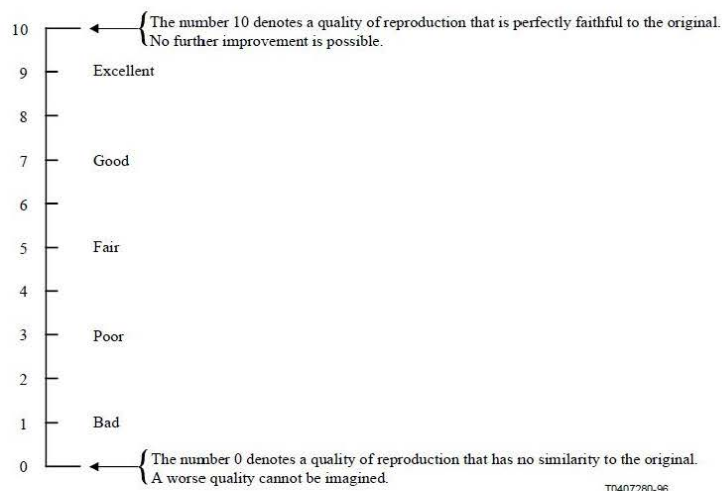 The number 10 denotes a quality of reproduction that is perfectly faithful to the original.
10
No further improvement is possible.
9 Excellent
8
7 Good
6
5 Fair
4
3 Poor
2
1 Bad
The number 0 denotes a quality of reproduction that has no similarity to the original.
0
A worse quality cannot be imagined.
T0407280-96